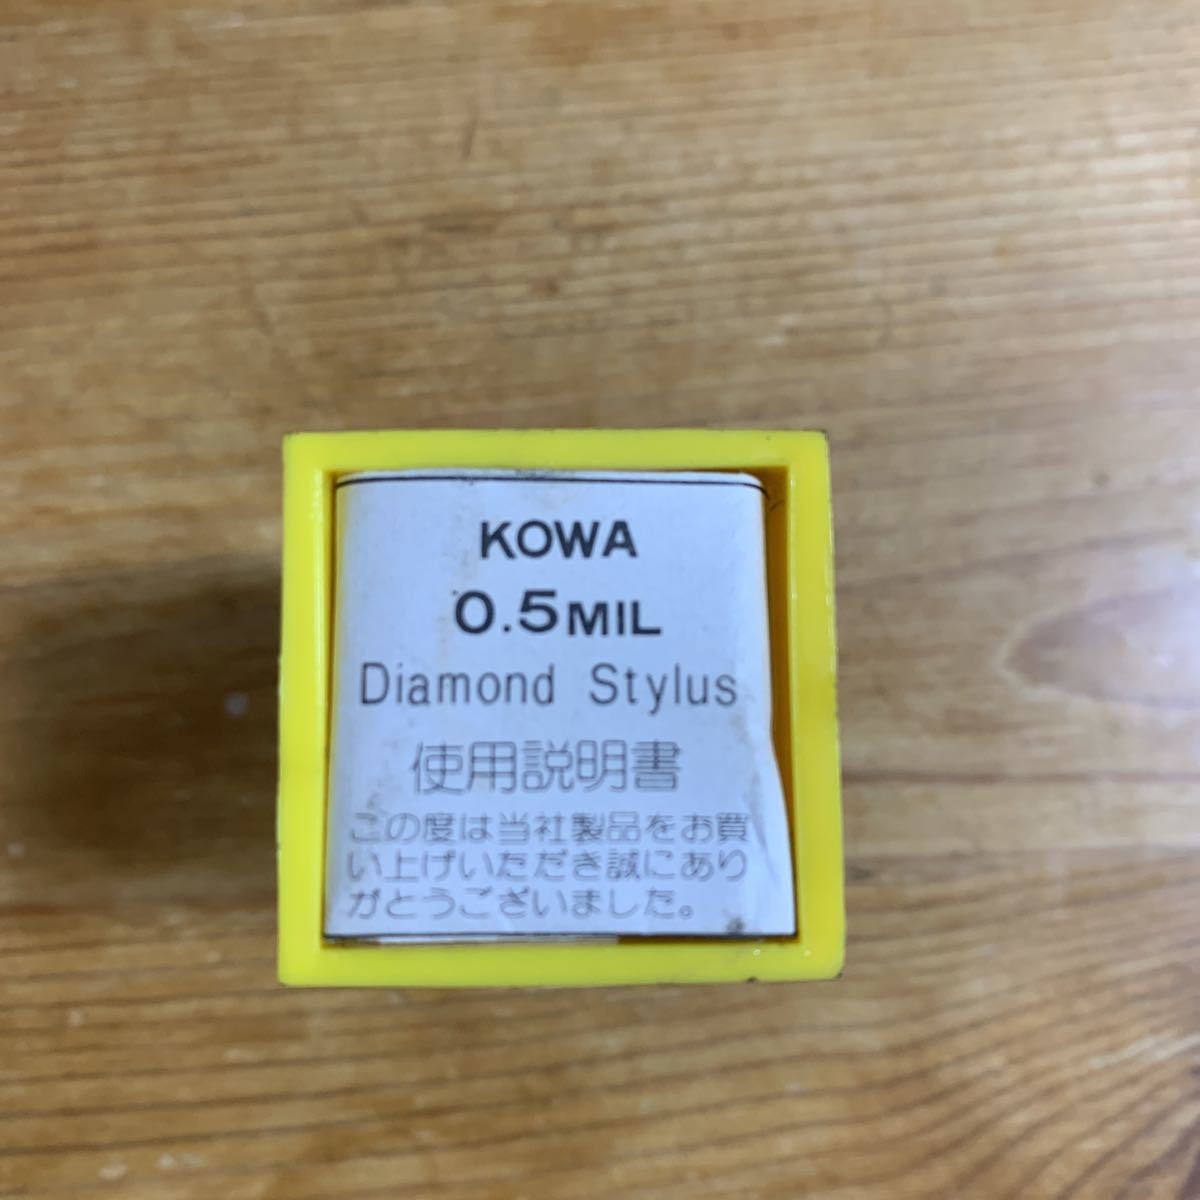 KOWA
0.5MIL
Diamond Stylus
使用説明書
この度は当社製品をお買
い上げいただき誠にあり
がとうございました。